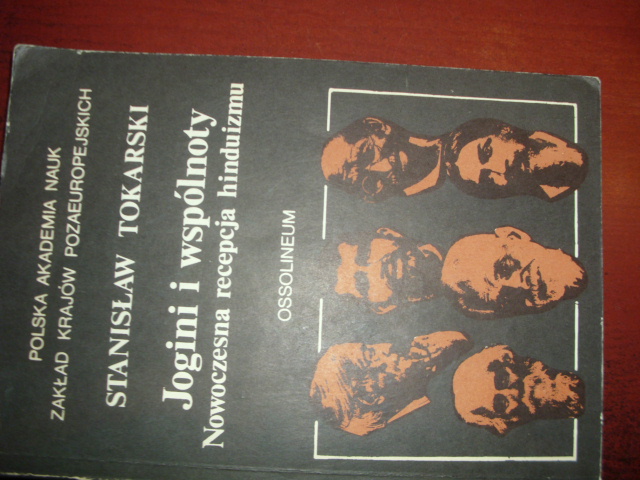 POLSKA AKADEMIA NAUK
ZAKŁAD KRAJÓW POZAEUROPEJSKICH
STANISŁAW TOKARSKI
Jogini i wspólnoty
Nowoczesna recepcja hinduizmu
OSSOLINEUM